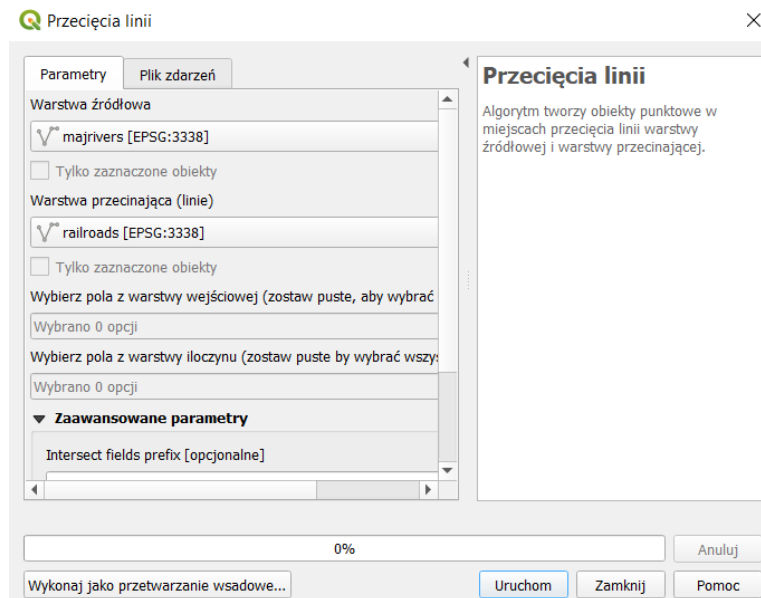 Przecięcia linii
Parametry
Plik zdarzeń
Warstwa źródłowa
majrivers [EPSG:3338]
Tylko zaznaczone obiekty
Warstwa przecinająca (linie)
railroads [EPSG:3338]
Tylko zaznaczone obiekty
Wybierz pola z warstwy wejściowej (zostaw puste, aby wybrać
Wybrano 0 opcji
Wybierz pola z warstwy iloczynu (zostaw puste by wybrać wszys
Wybrano 0 opcji
Zaawansowane parametry
Intersect fields prefix [opcjonalne]
Przecięcia linii
Algorytm tworzy obiekty punktowe w
miejscach przecięcia linii warstwy
źródłowej i warstwy przecinającej.
0%
Anuluj
Wykonaj jako przetwarzanie wsadowe...
Uruchom
Zamknij
Pomoc